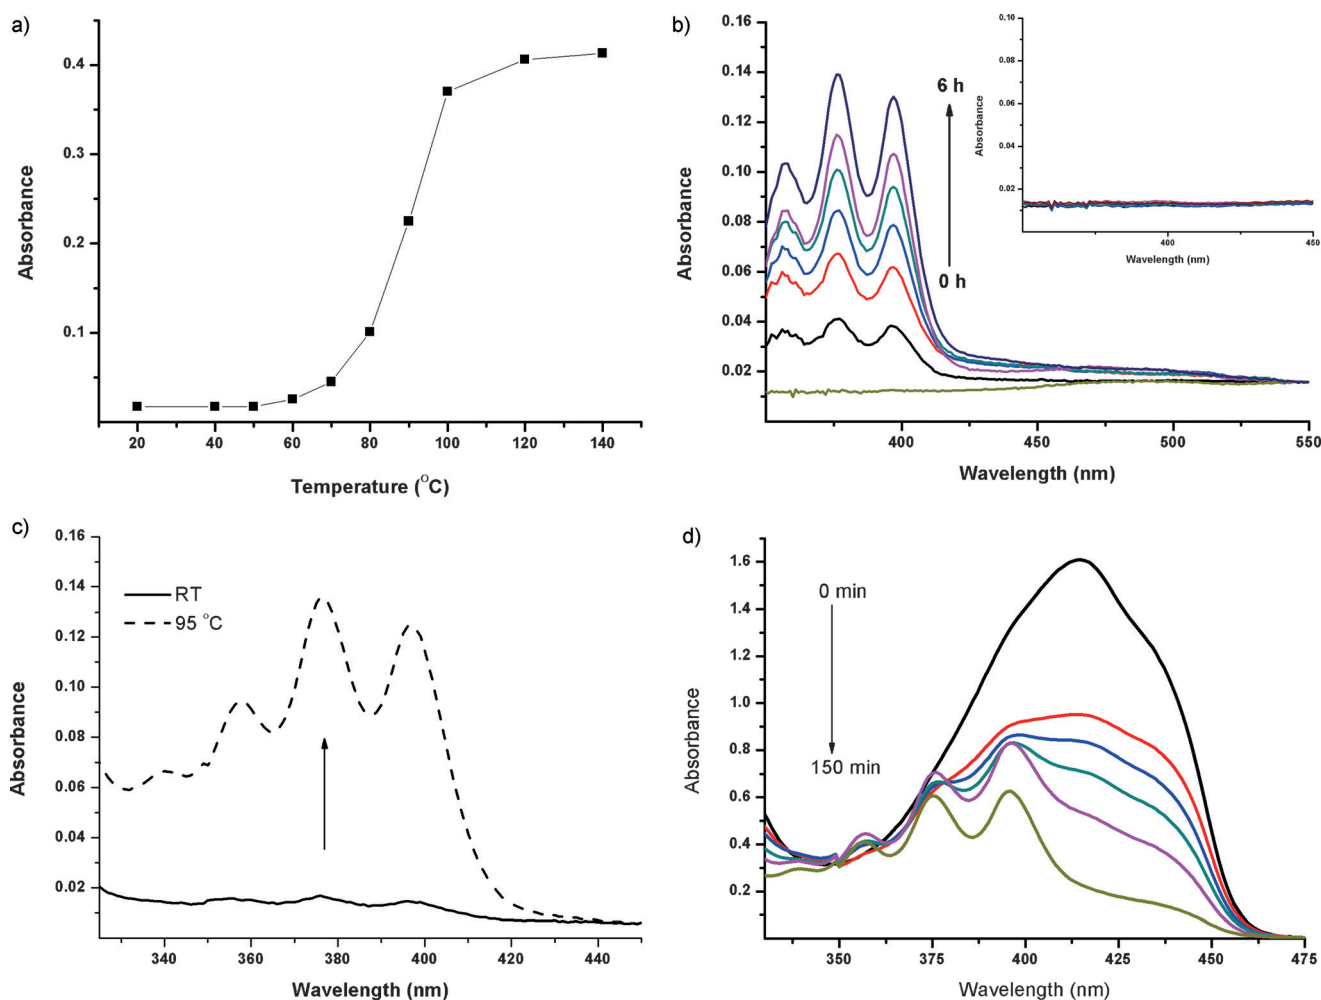 a)
Absorbance
0.4
0.3
0.2
0.1
20 40 60 80 100 120 140
Temperature (°C)
b)
Absorbance
0.16
0.14
0.12
0.10
0.08
0.06
0.04
0.02
400 450 500 550
Wavelength (nm)
6 h
0 h
Absorbance
0.10
0.08
0.06
0.04
0.02
400 450
Wavelength (nm)
c)
Absorbance
0.16
0.14
0.12
0.10
0.08
0.06
0.04
0.02
RT
95 °C
340 360 380 400 420 440
Wavelength (nm)
d)
Absorbance
1.6
1.4
1.2
1.0
0.8
0.6
0.4
0.2
0 min
150 min
350 375 400 425 450 475
Wavelength (nm)